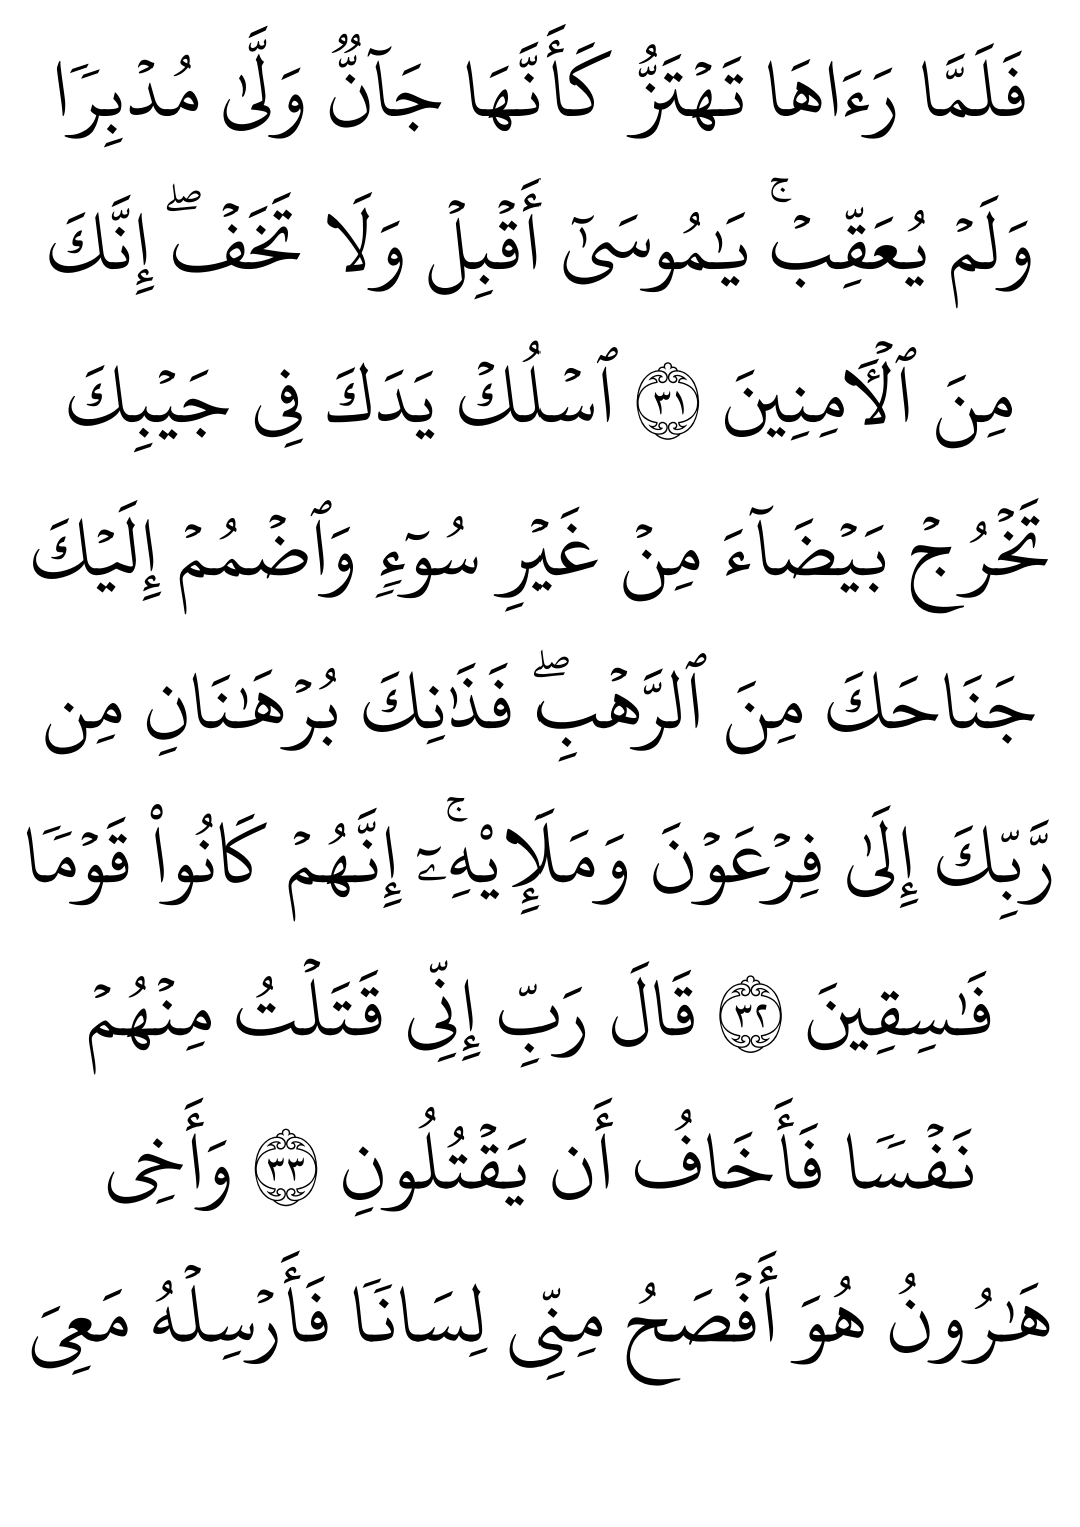 فَلَمَّا رَءَاهَا تَهۡتَزُّ كَأَنَّهَا جَآنّٞ وَلَّىٰ مُدۡبِرٗا
وَلَمۡ يُعَقِّبۡۚ يَٰمُوسَىٰٓ أَقۡبِلۡ وَلَا تَخَفۡۖ إِنَّكَ
مِنَ ٱلۡأٓمِنِينَ ٣١ ٱسۡلُكۡ يَدَكَ فِي جَيۡبِكَ
تَخۡرُجۡ بَيۡضَآءَ مِنۡ غَيۡرِ سُوٓءٖ وَٱضۡمُمۡ إِلَيۡكَ
جَنَاحَكَ مِنَ ٱلرَّهۡبِۖ فَذَٰنِكَ بُرۡهَٰنَانِ مِن
رَّبِّكَ إِلَىٰ فِرۡعَوۡنَ وَمَلَإِيْهِۦٓۚ إِنَّهُمۡ كَانُواْ قَوۡمٗا
فَٰسِقِينَ ٣٢ قَالَ رَبِّ إِنِّي قَتَلۡتُ مِنۡهُمۡ
نَفۡسٗا فَأَخَافُ أَن يَقۡتُلُونِ ٣٣ وَأَخِي
هَٰرُونُ هُوَ أَفۡصَحُ مِنِّي لِسَانٗا فَأَرۡسِلۡهُ مَعِيَ